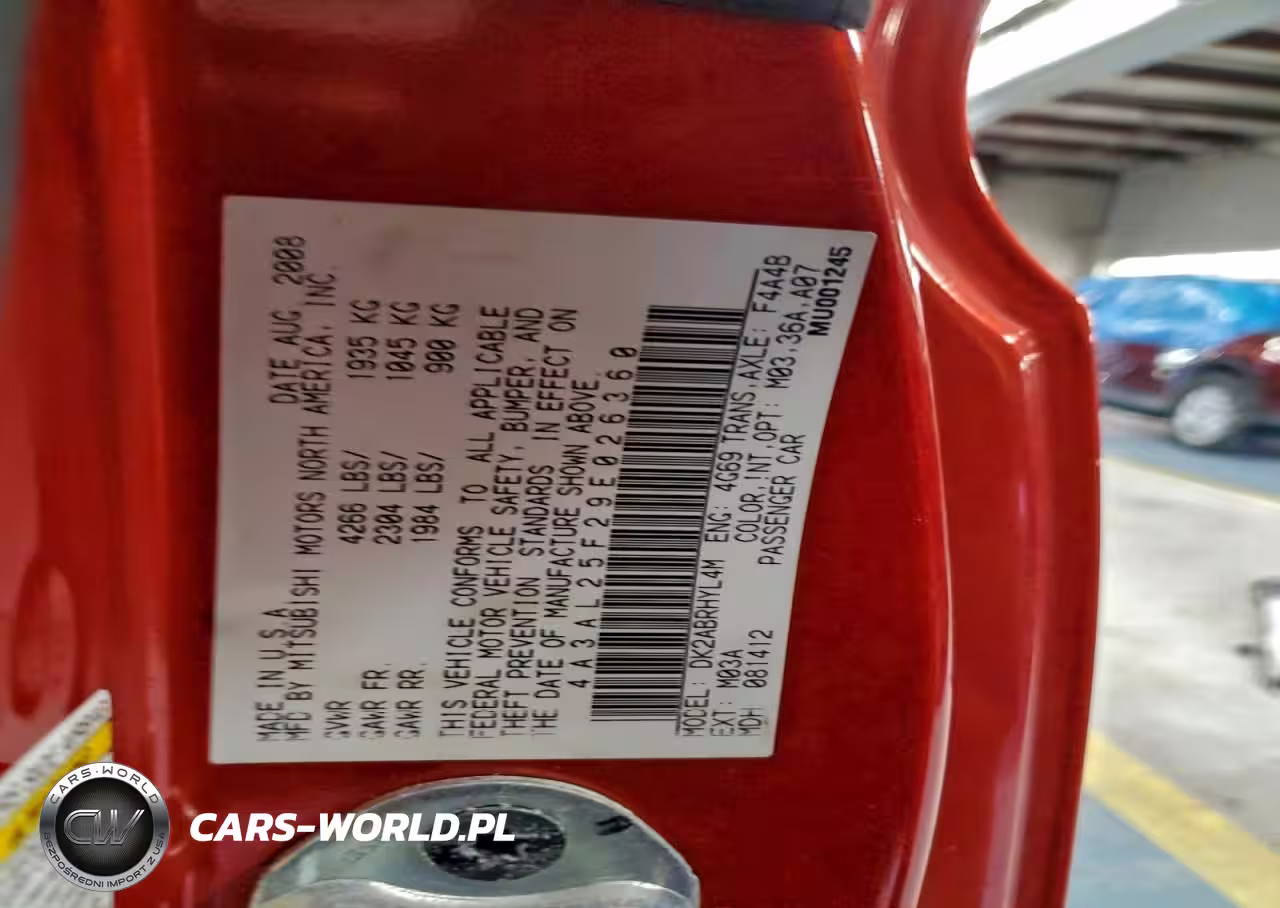 MADE IN U.S.A. DATE AUG. 2008
MFD BY MITSUBISHI MOTORS NORTH AMERICA, INC.
GVWR 4266 LBS/ 1935 KG
GAWR FR. 2304 LBS/ 1045 KG
GAWR RR. 1984 LBS/ 900 KG
THIS VEHICLE CONFORMS TO ALL APPLICABLE
FEDERAL MOTOR VEHICLE SAFETY, BUMPER, AND
THEFT PREVENTION STANDARDS IN EFFECT ON
THE DATE OF MANUFACTURE SHOWN ABOVE.
4A3AL25F29E026360
MODEL: DK2ABRHYL4M ENG: 4G69 TRANS,AXLE: F4A4B
EXT: M03A COLOR,INT,OPT: M03,36A,A07
MDH 081412 PASSENGER CAR MU001245
CARS-WORLD
CW
BEZPOŚREDNI IMPORT Z USA
CARS-WORLD.PL